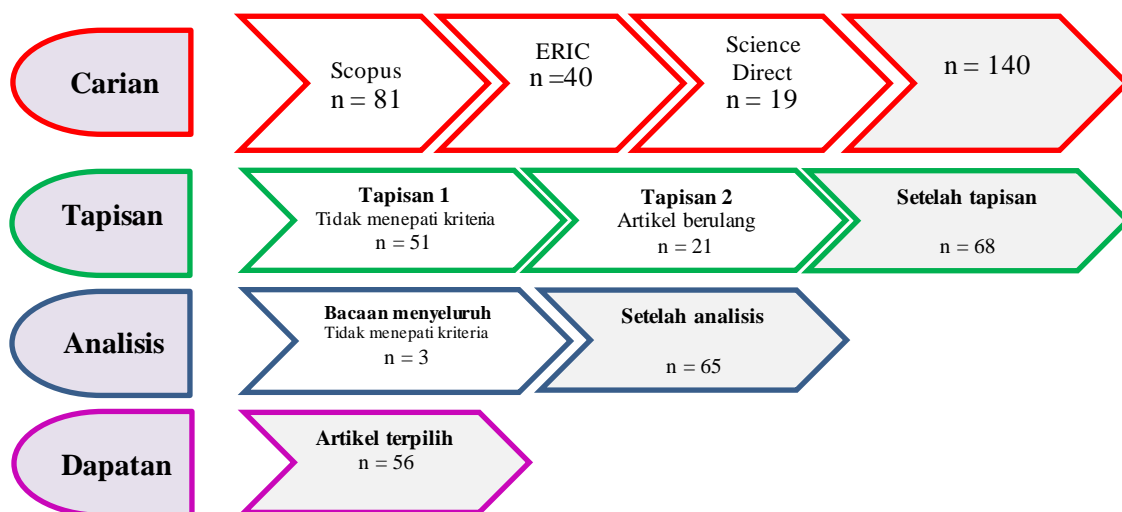 Carian
Scopus
n = 81
ERIC
n =40
Science
Direct
n = 19
n = 140
Tapisan
Tapisan 1
Tidak menepati kriteria
n = 51
Tapisan 2
Artikel berulang
n = 21
Setelah tapisan
n = 68
Analisis
Bacaan menyeluruh
Tidak menepati kriteria
n = 3
Setelah analisis
n = 65
Dapatan
Artikel terpilih
n = 56